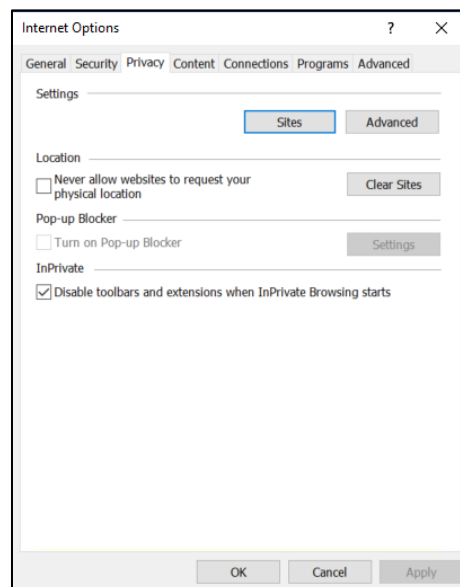 Internet Options ?
General Security Privacy Content Connections Programs Advanced
Settings
Sites Advanced
Location
Never allow websites to request your
physical location
Clear Sites
Pop-up Blocker
Turn on Pop-up Blocker Settings
InPrivate
Disable toolbars and extensions when InPrivate Browsing starts
OK Cancel Apply